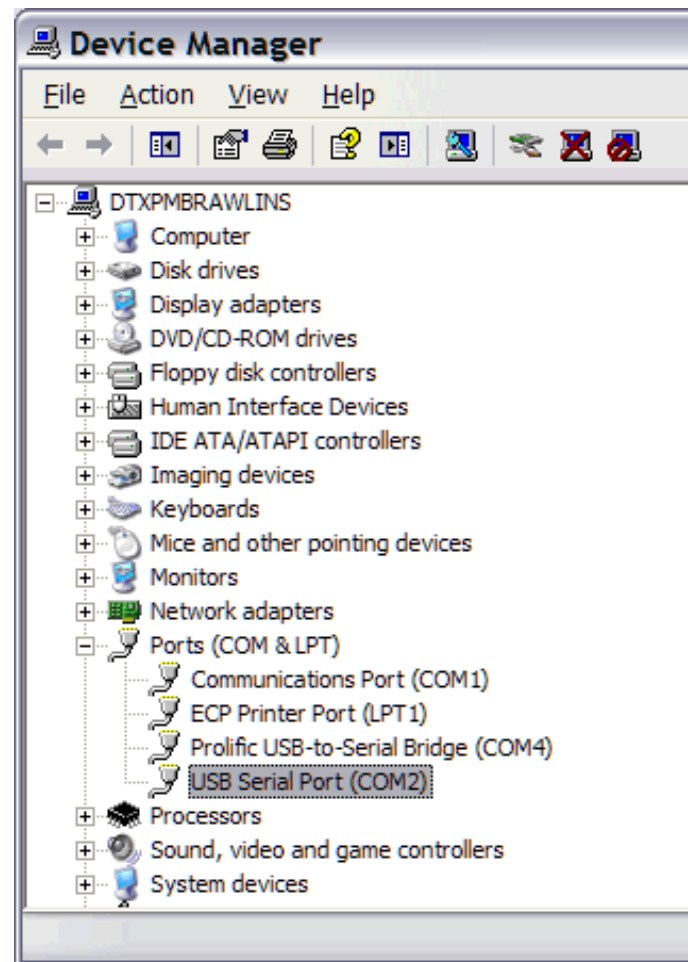 Device Manager
File Action View Help
DTXPMBRAWLINS
Computer
Disk drives
Display adapters
DVD/CD-ROM drives
Floppy disk controllers
Human Interface Devices
IDE ATA/ATAPI controllers
Imaging devices
Keyboards
Mice and other pointing devices
Monitors
Network adapters
Ports (COM & LPT)
Communications Port (COM1)
ECP Printer Port (LPT1)
Prolific USB-to-Serial Bridge (COM4)
USB Serial Port (COM2)
Processors
Sound, video and game controllers
System devices